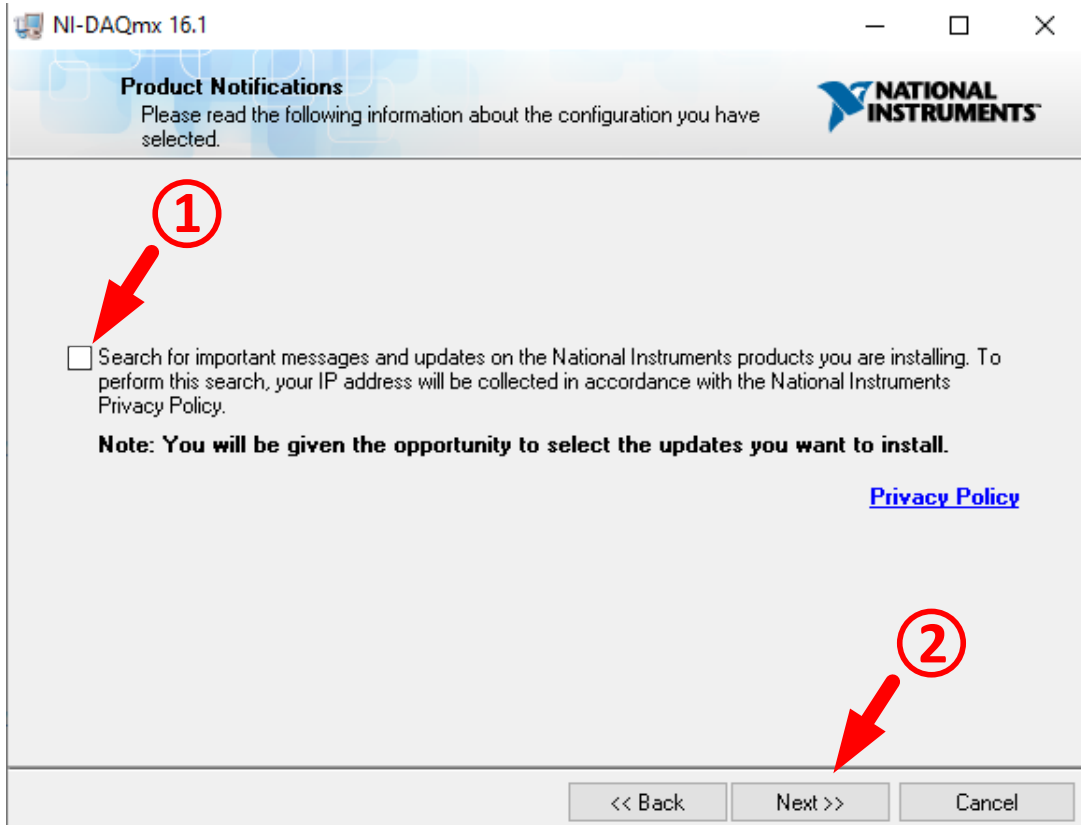 NI-DAQmx 16.1
Product Notifications
Please read the following information about the configuration you have
selected.
NATIONAL
INSTRUMENTS™
1
Search for important messages and updates on the National Instruments products you are installing. To
perform this search, your IP address will be collected in accordance with the National Instruments
Privacy Policy.
Note: You will be given the opportunity to select the updates you want to install.
Privacy Policy
2
<< Back
Next >>
Cancel